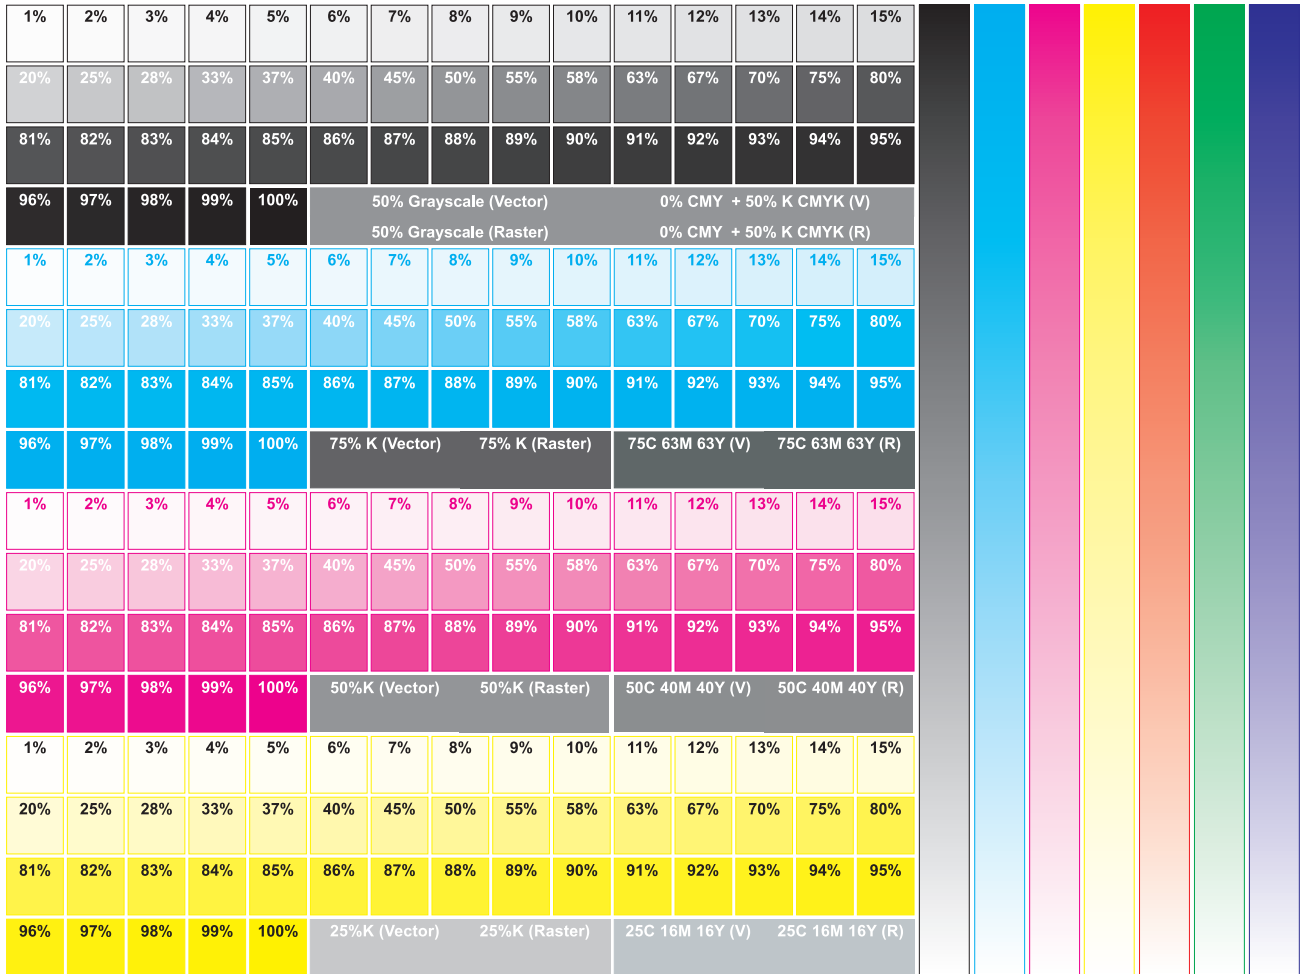 1% 2% 3% 4% 5% 6% 7% 8% 9% 10% 11% 12% 13% 14% 15%
20% 25% 28% 33% 37% 40% 45% 50% 55% 58% 63% 67% 70% 75% 80%
81% 82% 83% 84% 85% 86% 87% 88% 89% 90% 91% 92% 93% 94% 95%
96% 97% 98% 99% 100% 50% Grayscale (Vector) 0% CMY + 50% K CMYK (V)
50% Grayscale (Raster) 0% CMY + 50% K CMYK (R)
1% 2% 3% 4% 5% 6% 7% 8% 9% 10% 11% 12% 13% 14% 15%
20% 25% 28% 33% 37% 40% 45% 50% 55% 58% 63% 67% 70% 75% 80%
81% 82% 83% 84% 85% 86% 87% 88% 89% 90% 91% 92% 93% 94% 95%
96% 97% 98% 99% 100% 75% K (Vector) 75% K (Raster) 75C 63M 63Y (V) 75C 63M 63Y (R)
1% 2% 3% 4% 5% 6% 7% 8% 9% 10% 11% 12% 13% 14% 15%
20% 25% 28% 33% 37% 40% 45% 50% 55% 58% 63% 67% 70% 75% 80%
81% 82% 83% 84% 85% 86% 87% 88% 89% 90% 91% 92% 93% 94% 95%
96% 97% 98% 99% 100% 50%K (Vector) 50%K (Raster) 50C 40M 40Y (V) 50C 40M 40Y (R)
1% 2% 3% 4% 5% 6% 7% 8% 9% 10% 11% 12% 13% 14% 15%
20% 25% 28% 33% 37% 40% 45% 50% 55% 58% 63% 67% 70% 75% 80%
81% 82% 83% 84% 85% 86% 87% 88% 89% 90% 91% 92% 93% 94% 95%
96% 97% 98% 99% 100% 25%K (Vector) 25%K (Raster) 25C 16M 16Y (V) 25C 16M 16Y (R)